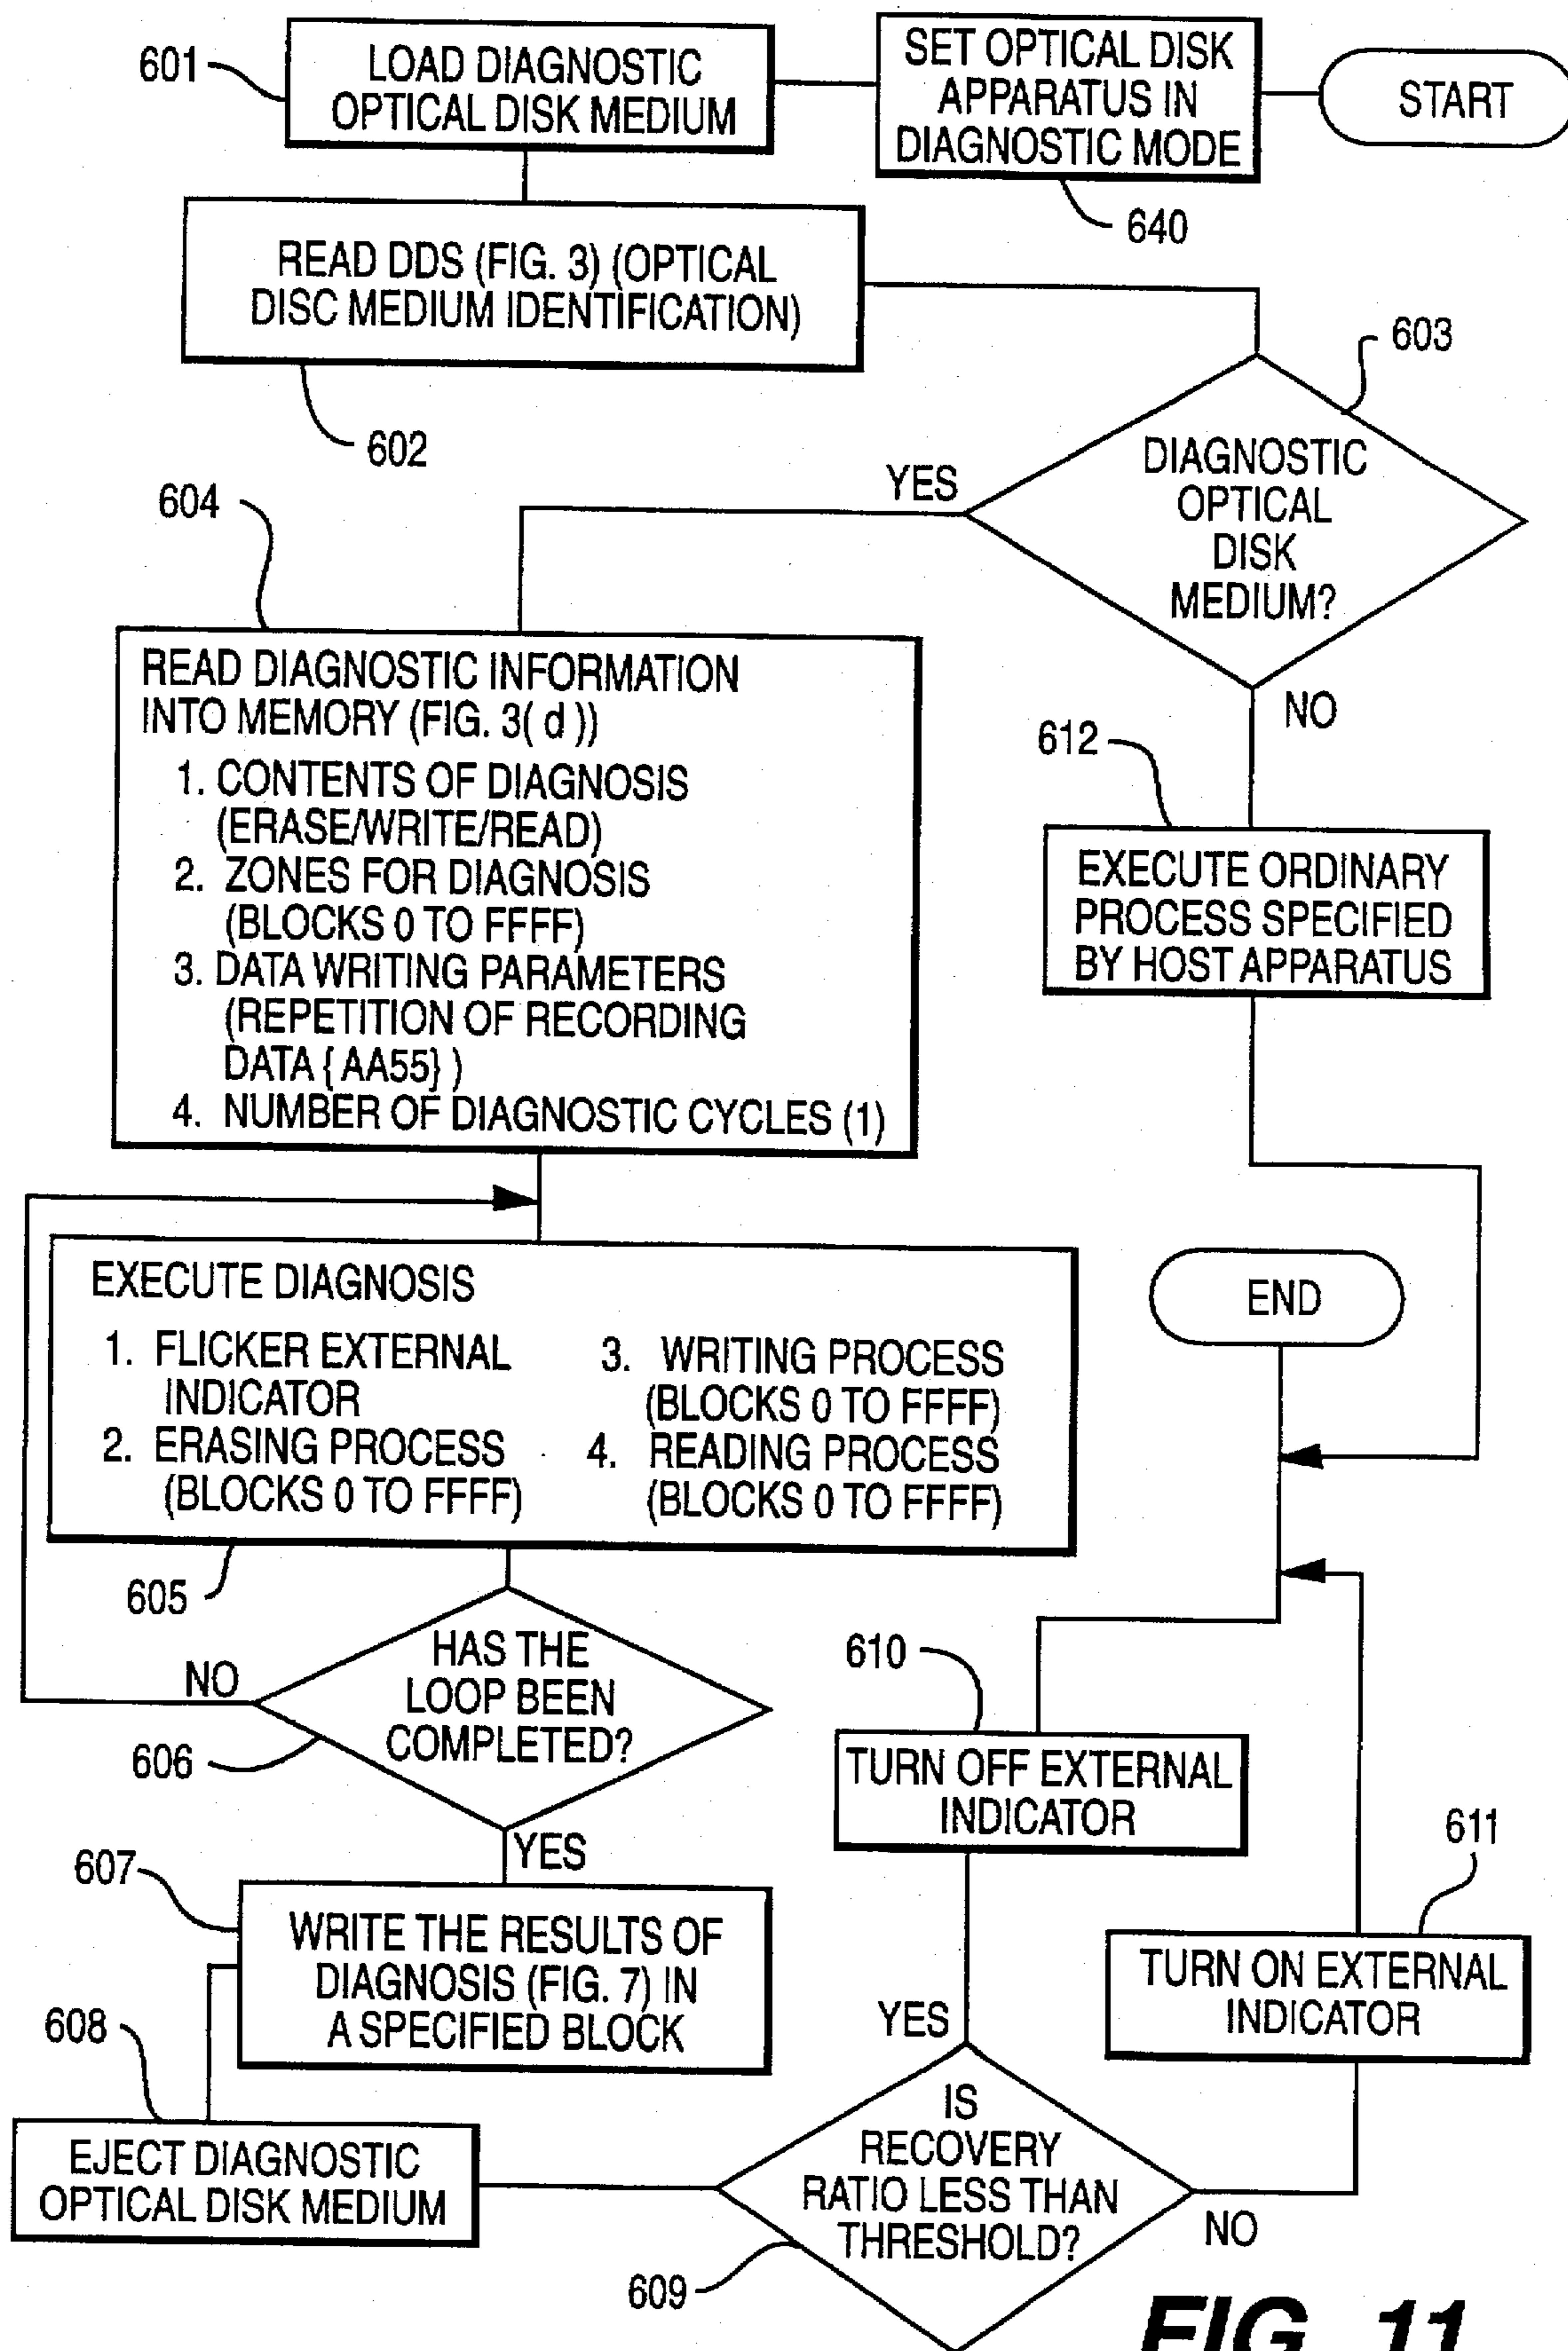 601
LOAD DIAGNOSTIC
OPTICAL DISK MEDIUM
SET OPTICAL DISK
APPARATUS IN
DIAGNOSTIC MODE
START
640
READ DDS (FIG. 3) (OPTICAL
DISC MEDIUM IDENTIFICATION)
602
603
DIAGNOSTIC
OPTICAL
DISK
MEDIUM?
YES
NO
604
READ DIAGNOSTIC INFORMATION
INTO MEMORY (FIG. 3( d ))
1. CONTENTS OF DIAGNOSIS
(ERASE/WRITE/READ)
2. ZONES FOR DIAGNOSIS
(BLOCKS 0 TO FFFF)
3. DATA WRITING PARAMETERS
(REPETITION OF RECORDING
DATA { AA55} )
4. NUMBER OF DIAGNOSTIC CYCLES (1)
612
EXECUTE ORDINARY
PROCESS SPECIFIED
BY HOST APPARATUS
EXECUTE DIAGNOSIS
1. FLICKER EXTERNAL
INDICATOR
2. ERASING PROCESS
(BLOCKS 0 TO FFFF)
3. WRITING PROCESS
(BLOCKS 0 TO FFFF)
4. READING PROCESS
(BLOCKS 0 TO FFFF)
END
605
HAS THE
LOOP BEEN
COMPLETED?
NO
606
YES
610
TURN OFF EXTERNAL
INDICATOR
611
TURN ON EXTERNAL
INDICATOR
607
WRITE THE RESULTS OF
DIAGNOSIS (FIG. 7) IN
A SPECIFIED BLOCK
608
EJECT DIAGNOSTIC
OPTICAL DISK MEDIUM
YES
IS
RECOVERY
RATIO LESS THAN
THRESHOLD?
NO
609
FIG. 11